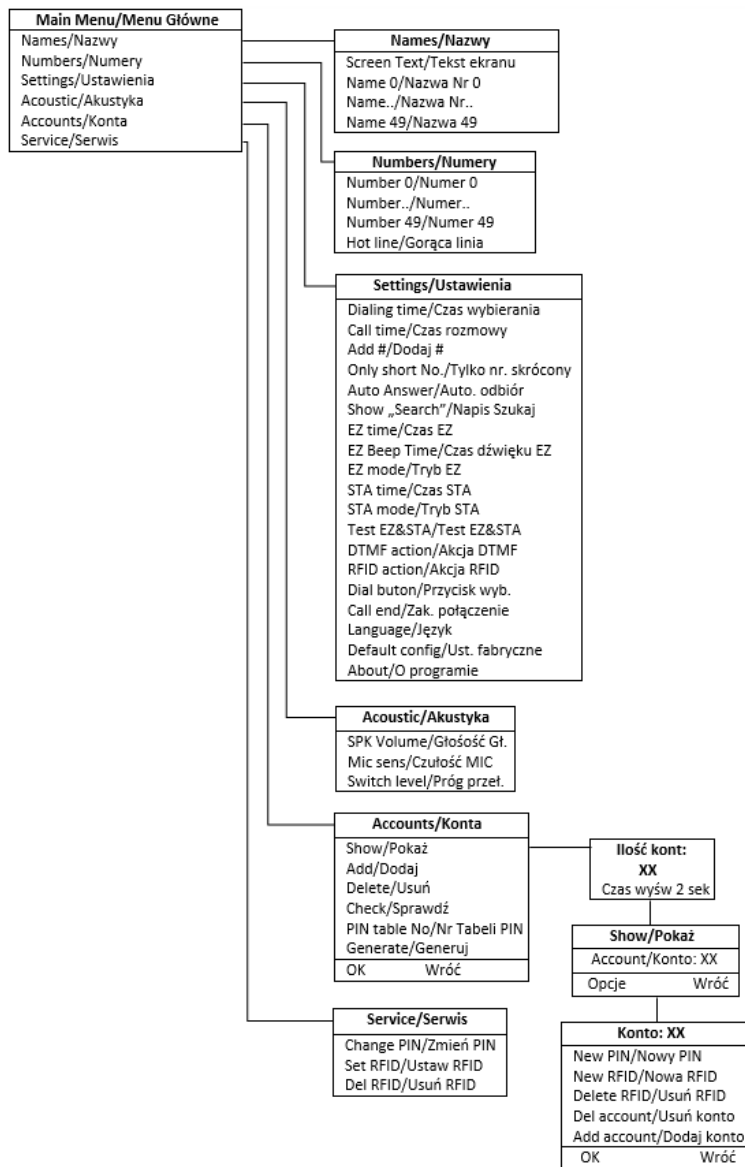 Main Menu/Menu Główne
Names/Nazwy
Numbers/Numery
Settings/Ustawienia
Acoustic/Akustyka
Accounts/Konta
Service/Serwis
Names/Nazwy
Screen Text/Tekst ekranu
Name 0/Nazwa Nr 0
Name../Nazwa Nr..
Name 49/Nazwa 49
Numbers/Numery
Number 0/Numer 0
Number../Numer..
Number 49/Numer 49
Hot line/Gorąca linia
Settings/Ustawienia
Dialing time/Czas wybierania
Call time/Czas rozmowy
Add #/Dodaj #
Only short No./Tylko nr. skrócony
Auto Answer/Auto. odbiór
Show „Search”/Napis Szukaj
EZ time/Czas EZ
EZ Beep Time/Czas dźwięku EZ
EZ mode/Tryb EZ
STA time/Czas STA
STA mode/Tryb STA
Test EZ&STA/Test EZ&STA
DTMF action/Akcja DTMF
RFID action/Akcja RFID
Dial buton/Przycisk wyb.
Call end/Zak. połączenie
Language/Język
Default config/Ust. fabryczne
About/O programie
Acoustic/Akustyka
SPK Volume/Głośość Gł.
Mic sens/Czułość MIC
Switch level/Próg przeł.
Accounts/Konta
Show/Pokaż
Add/Dodaj
Delete/Usuń
Check/Sprawdź
PIN table No/Nr Tabeli PIN
Generate/Generuj
OK Wróć
Ilość kont:
XX
Czas wyśw 2 sek
Show/Pokaż
Account/Konto: XX
Opcje Wróć
Konto: XX
New PIN/Nowy PIN
New RFID/Nowa RFID
Delete RFID/Usuń RFID
Del account/Usuń konto
Add account/Dodaj konto
OK Wróć
Service/Serwis
Change PIN/Zmień PIN
Set RFID/Ustaw RFID
Del RFID/Usuń RFID